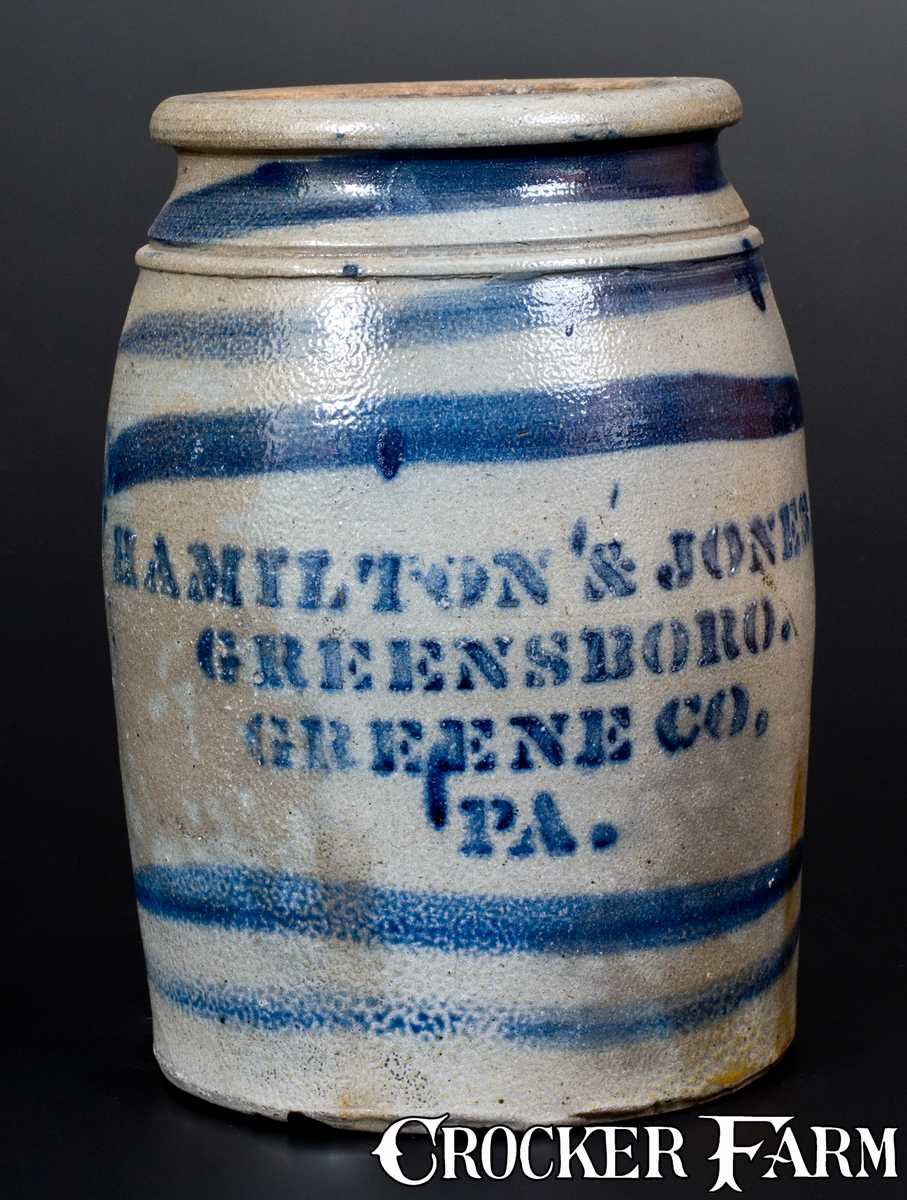 HAMILTON & JONES
GREENSBORO.
GREENE CO,
PA.
CROCKER FARM